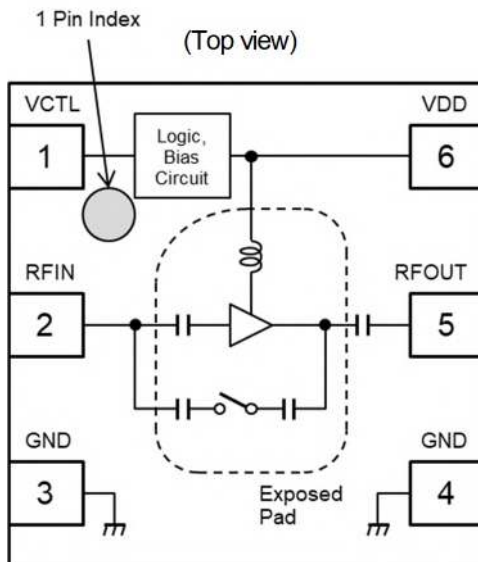 1 Pin Index
(Top view)
VCTL
VDD
1
Logic,
Bias
Circuit
6
RFIN
RFOUT
2
5
GND
GND
3
4
Exposed
Pad